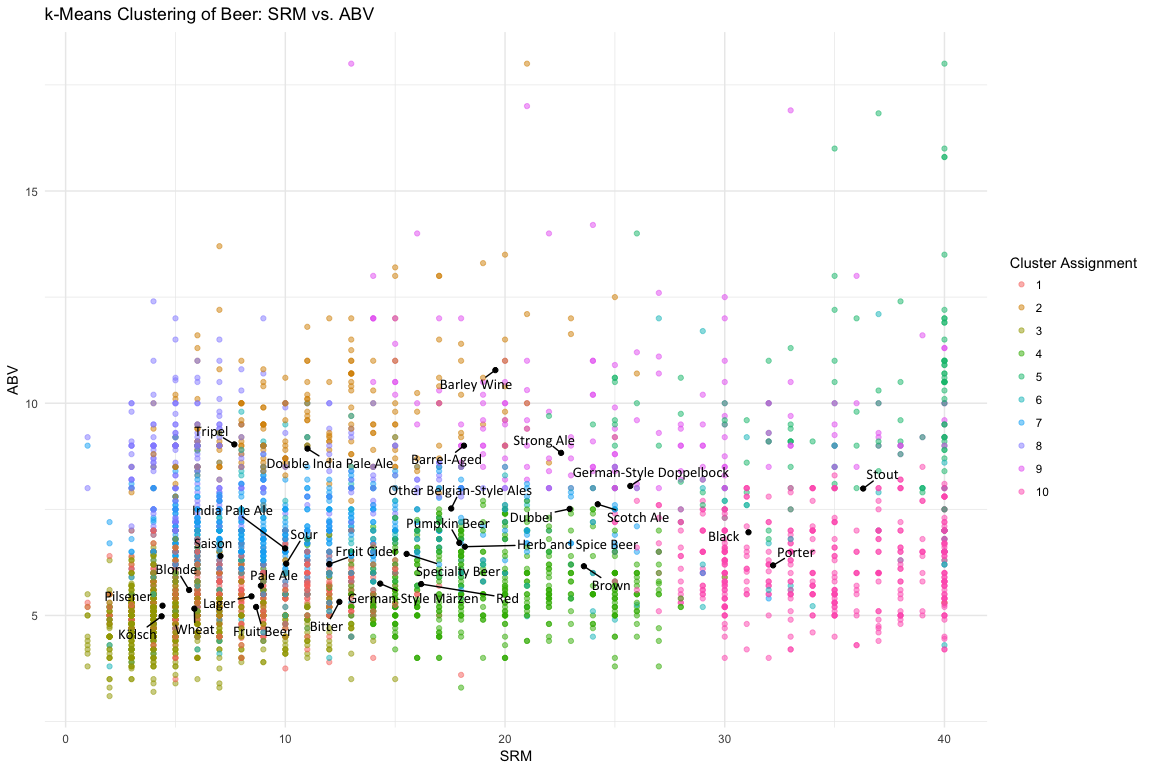 k-Means Clustering of Beer: SRM vs. ABV
ABV
15
10
5
0
10
20
30
40
SRM
Barley Wine
Tripel
Double India Pale Ale
Barrel-Aged
Strong Ale
German-Style Doppelbock
Stout
Other Belgian-Style Ales
India Pale Ale
Dubbel
Scotch Ale
Pumpkin Beer
Sour
Black
Saison
Fruit Cider
Herb and Spice Beer
Porter
Blonde
Pale Ale
Specialty Beer
Brown
Pilsener
Lager
German-Style Märzen
Red
Kölsch
Wheat
Fruit Beer
Bitter
Cluster Assignment
1
2
3
4
5
6
7
8
9
10